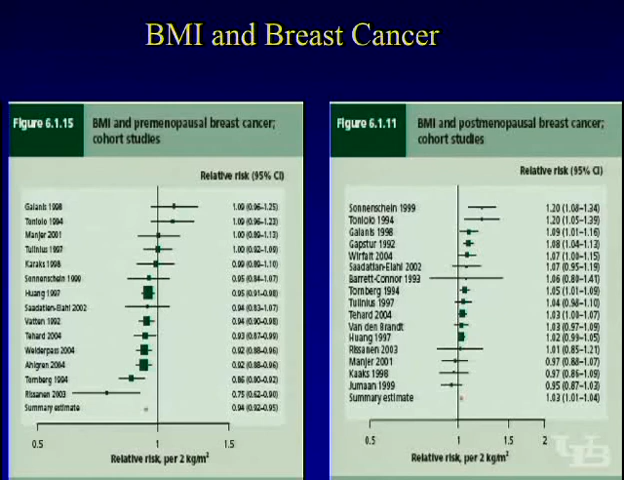 BMI and Breast Cancer
Figure 6.1.15
BMI and premenopausal breast cancer;
cohort studies
Relative risk (95% CI)
Galanis 1998 1.09 (0.96–1.25)
Toniolo 1994 1.09 (0.96–1.23)
Manjer 2001 1.00 (0.89–1.13)
Tulinius 1997 1.00 (0.92–1.09)
Kaaks 1998 0.99 (0.89–1.10)
Sonnenschein 1999 0.95 (0.84–1.07)
Huang 1997 0.95 (0.91–0.98)
Saadatien-Elahi 2002 0.94 (0.83–1.07)
Vatten 1992 0.94 (0.90–0.98)
Tehard 2004 0.93 (0.87–0.99)
Weiderpass 2004 0.92 (0.88–0.96)
Ahlgren 2004 0.92 (0.88–0.96)
Tornberg 1994 0.86 (0.80–0.92)
Rissanen 2003 0.75 (0.62–0.90)
Summary estimate 0.94 (0.92–0.95)
0.5 1 1.5
Relative risk, per 2 kg/m²
Figure 6.1.11
BMI and postmenopausal breast cancer;
cohort studies
Relative risk (95% CI)
Sonnenschein 1999 1.20 (1.08–1.34)
Toniolo 1994 1.20 (1.05–1.39)
Galanis 1998 1.09 (1.01–1.16)
Gapstur 1992 1.08 (1.04–1.13)
Wirfalt 2004 1.07 (1.00–1.15)
Saadatian-Elahi 2002 1.07 (0.95–1.19)
Barrett-Connor 1993 1.06 (0.80–1.41)
Tornberg 1994 1.05 (1.01–1.09)
Tulinius 1997 1.04 (0.98–1.10)
Tehard 2004 1.03 (1.00–1.07)
Van den Brandt 1.03 (0.97–1.09)
Huang 1997 1.02 (0.99–1.05)
Rissanen 2003 1.01 (0.85–1.21)
Manjer 2001 0.97 (0.88–1.07)
Kaaks 1998 0.97 (0.86–1.09)
Jumaan 1999 0.95 (0.87–1.03)
Summary estimate 1.03 (1.01–1.04)
0.5 1 1.5 2
Relative risk, per 2 kg/m²
UB